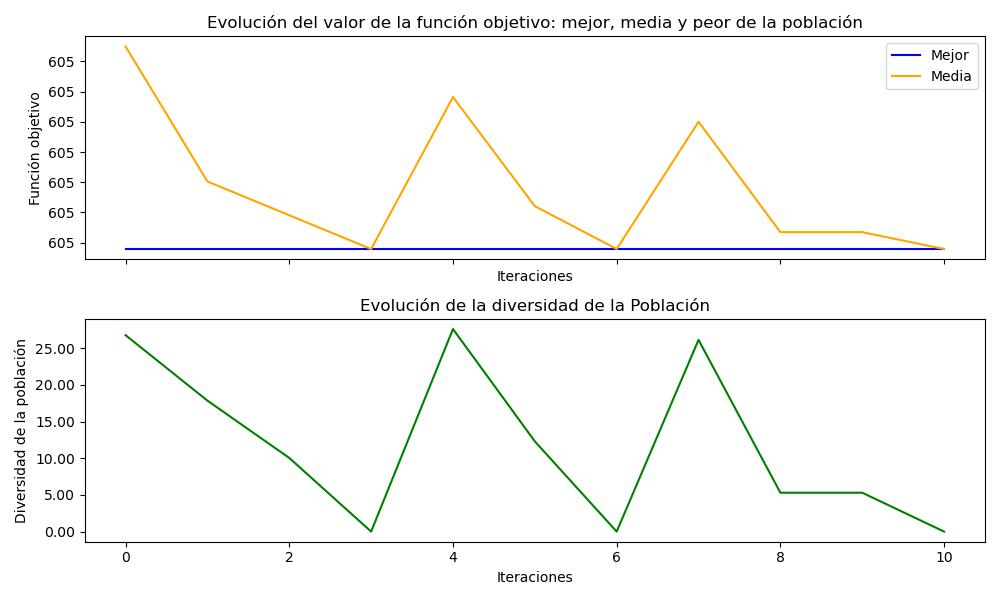 Evolución del valor de la función objetivo: mejor, media y peor de la población
Función objetivo
605
605
605
605
605
605
605
Mejor
Media
Iteraciones
Evolución de la diversidad de la Población
Diversidad de la población
25.00
20.00
15.00
10.00
5.00
0.00
0 2 4 6 8 10
Iteraciones